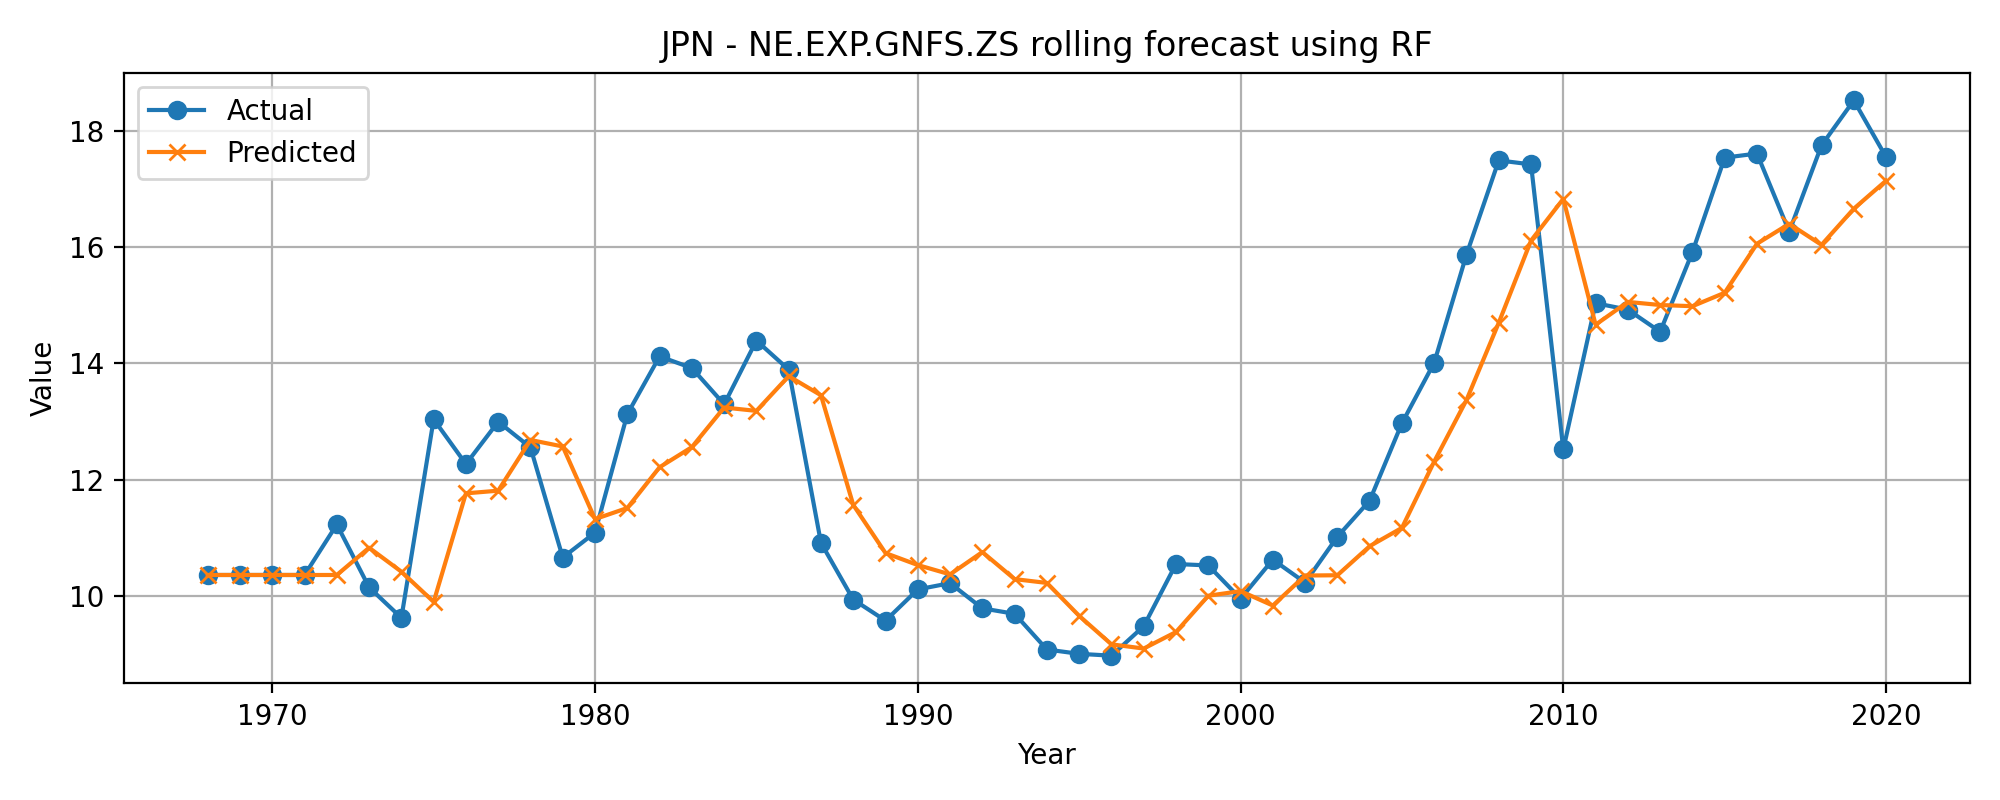 JPN - NE.EXP.GNFS.ZS rolling forecast using RF
Actual
Predicted
18
16
14
12
10
Value
1970 1980 1990 2000 2010 2020
Year